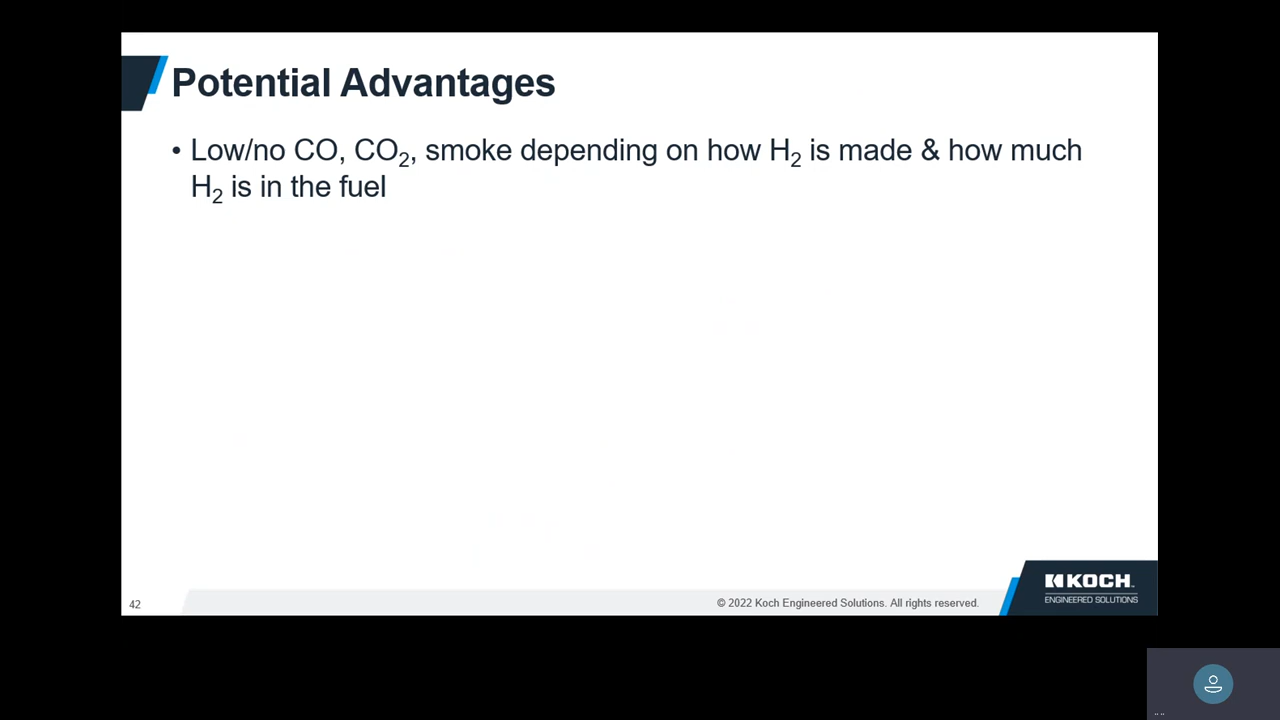 Potential Advantages
• Low/no CO, CO₂, smoke depending on how H₂ is made & how much
H₂ is in the fuel
42
© 2022 Koch Engineered Solutions. All rights reserved.
KOCH
ENGINEERED SOLUTIONS